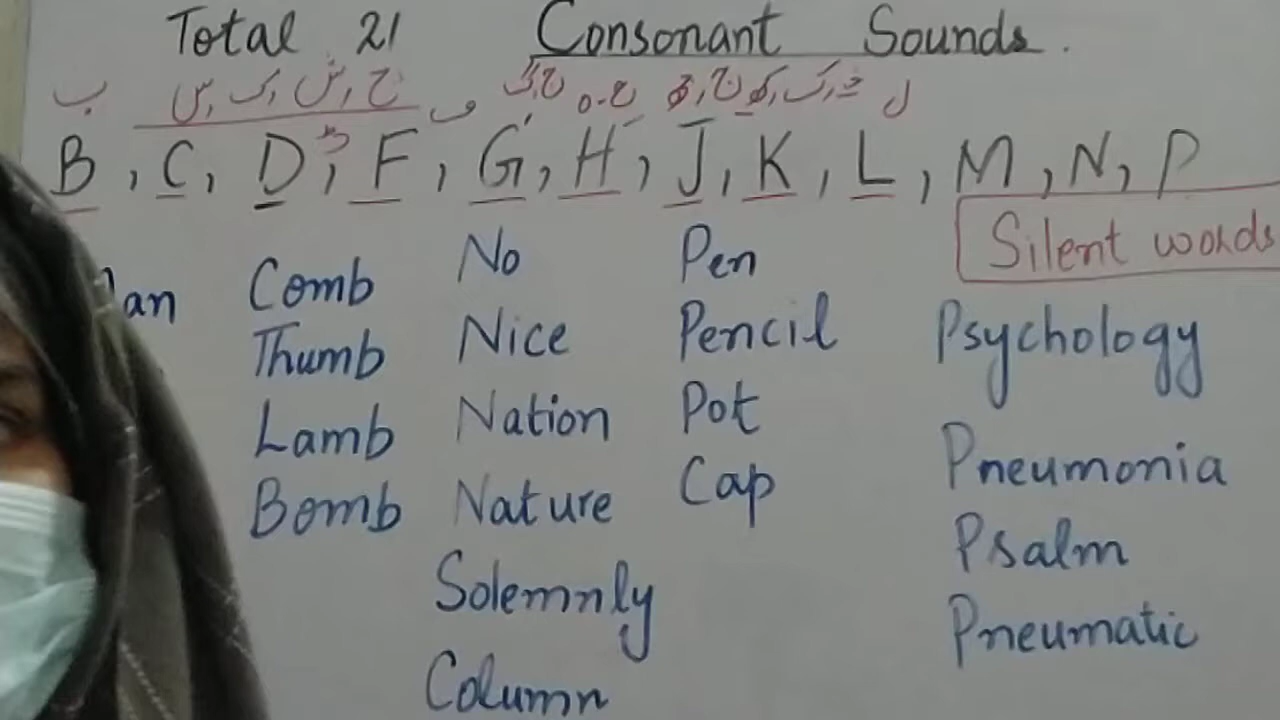 Total 21 Consonant Sounds.
ب ج, ش, ک, س ف ل
B, C, D, F, G, H, J, K, L, M, N, P
Silent words
Comb No Pen
Thumb Nice Pencil Psychology
Lamb Nation Pot Pneumonia
Bomb Nature Cap Psalm
Solemnly Pneumatic
Column